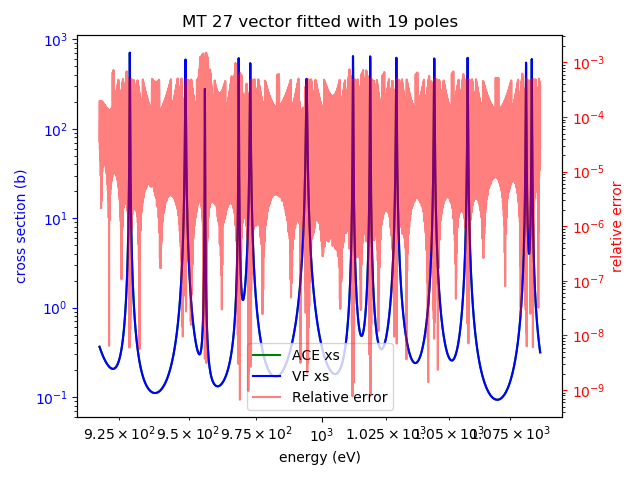 MT 27 vector fitted with 19 poles
cross section (b)
10³
10²
10¹
10⁰
10⁻¹
10⁻³
10⁻⁴
10⁻⁵
10⁻⁶
10⁻⁷
10⁻⁸
10⁻⁹
relative error
ACE xs
VF xs
Relative error
9.25 × 10² 9.5 × 10² 9.75 × 10² 10³ 1.025 × 10³ 1.05 × 10³ 1.075 × 10³
energy (eV)